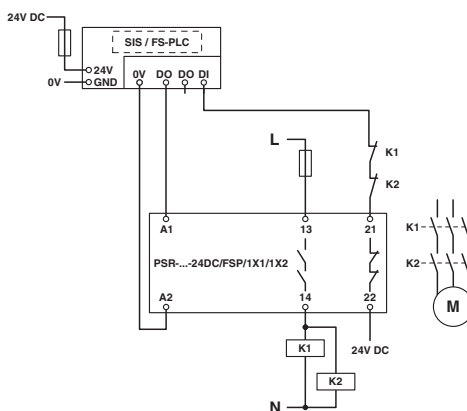 24V DC
SIS / FS-PLC
24V
0V
GND
0V DO DO DI
L
K1
K2
A1 13 21
PSR-...-24DC/FSP/1X1/1X2
A2 14 22
K1
K2
M
K1
24V DC
K2
N